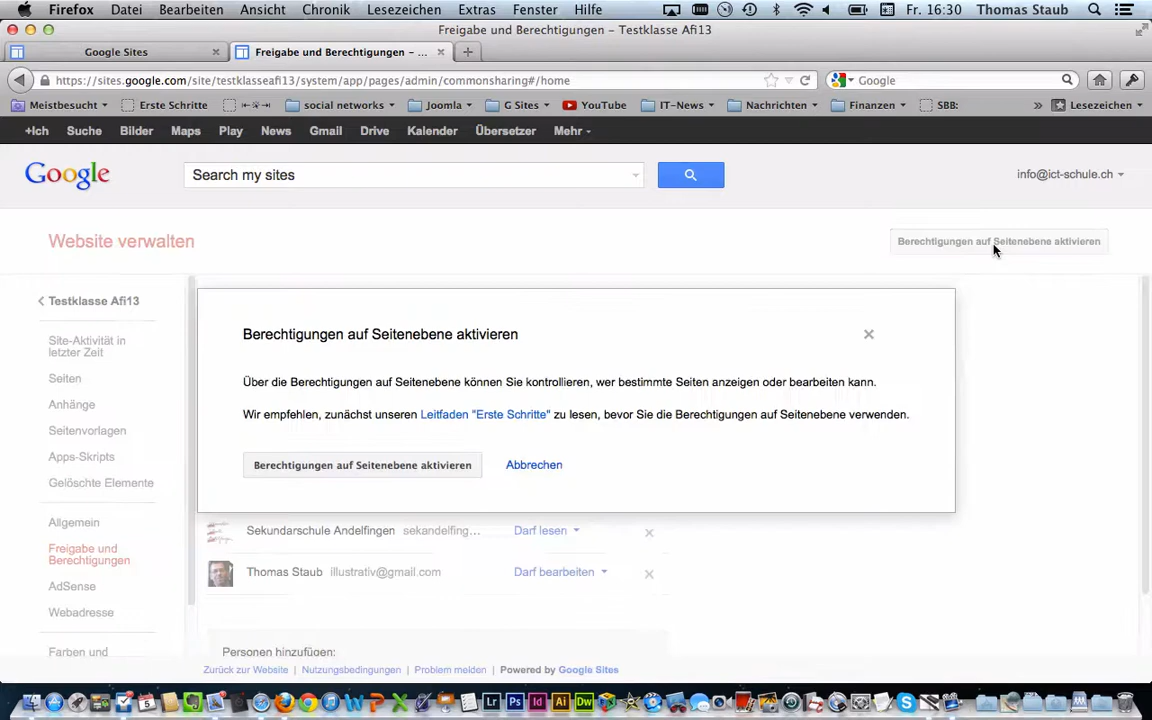 Firefox Datei Bearbeiten Ansicht Chronik Lesezeichen Extras Fenster Hilfe Fr. 16:30 Thomas Staub
Freigabe und Berechtigungen – Testklasse Afi13
Google Sites × Freigabe und Berechtigungen – ... × +
https://sites.google.com/site/testklasseafi13/system/app/pages/admin/commonsharing#/home Google
Meistbesucht Erste Schritte social networks Joomla G Sites YouTube IT-News Nachrichten Finanzen SBB: » Lesezeichen
+Ich Suche Bilder Maps Play News Gmail Drive Kalender Übersetzer Mehr
Google Search my sites info@ict-schule.ch
Website verwalten Berechtigungen auf Seitenebene aktivieren
Testklasse Afi13
Site-Aktivität in
letzter Zeit
Seiten
Anhänge
Seitenvorlagen
Apps-Skripts
Gelöschte Elemente
Allgemein
Freigabe und
Berechtigungen
AdSense
Webadresse
Farben und
Berechtigungen auf Seitenebene aktivieren ×
Über die Berechtigungen auf Seitenebene können Sie kontrollieren, wer bestimmte Seiten anzeigen oder bearbeiten kann.
Wir empfehlen, zunächst unseren Leitfaden "Erste Schritte" zu lesen, bevor Sie die Berechtigungen auf Seitenebene verwenden.
Berechtigungen auf Seitenebene aktivieren Abbrechen
Sekundarschule Andelfingen sekandelfing... Darf lesen ×
Thomas Staub illustrativ@gmail.com Darf bearbeiten ×
Personen hinzufügen:
Zurück zur Website | Nutzungsbedingungen | Problem melden | Powered by Google Sites
Lr Ps Id Ai Dw